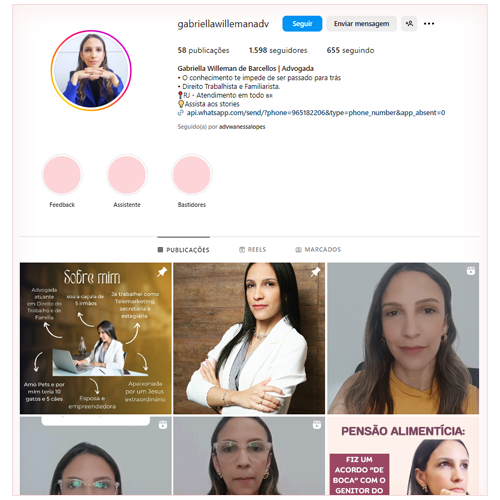 gabriellawillemanadv
Seguir
Enviar mensagem
58 publicações
1.598 seguidores
655 seguindo
Gabriella Willeman de Barcellos | Advogada
• O conhecimento te impede de ser passado para trás
• Direito Trabalhista e Familiarista.
📍RJ - Atendimento em todo BR
💡Assista aos stories
api.whatsapp.com/send/?phone=965182206&type=phone_number&app_absent=0
Seguido(a) por advwanessalopes
Feedback
Assistente
Bastidores
PUBLICAÇÕES
REELS
MARCADOS
Sobre mim
Advogada
atuante
em Direito do
Trabalho e de
Família
sou a caçura de
5 irmãos
Já trabalhei como
Telemarketing,
secretária e
estagiária
Amo Pets e por
mim teria 10
gatos e 5 cães
Esposa e
empreendedora
Apaixonada
por um Jesus
extraordinário
PENSÃO ALIMENTÍCIA:
FIZ UM
ACORDO “DE
BOCA” COM O
GENITOR DO